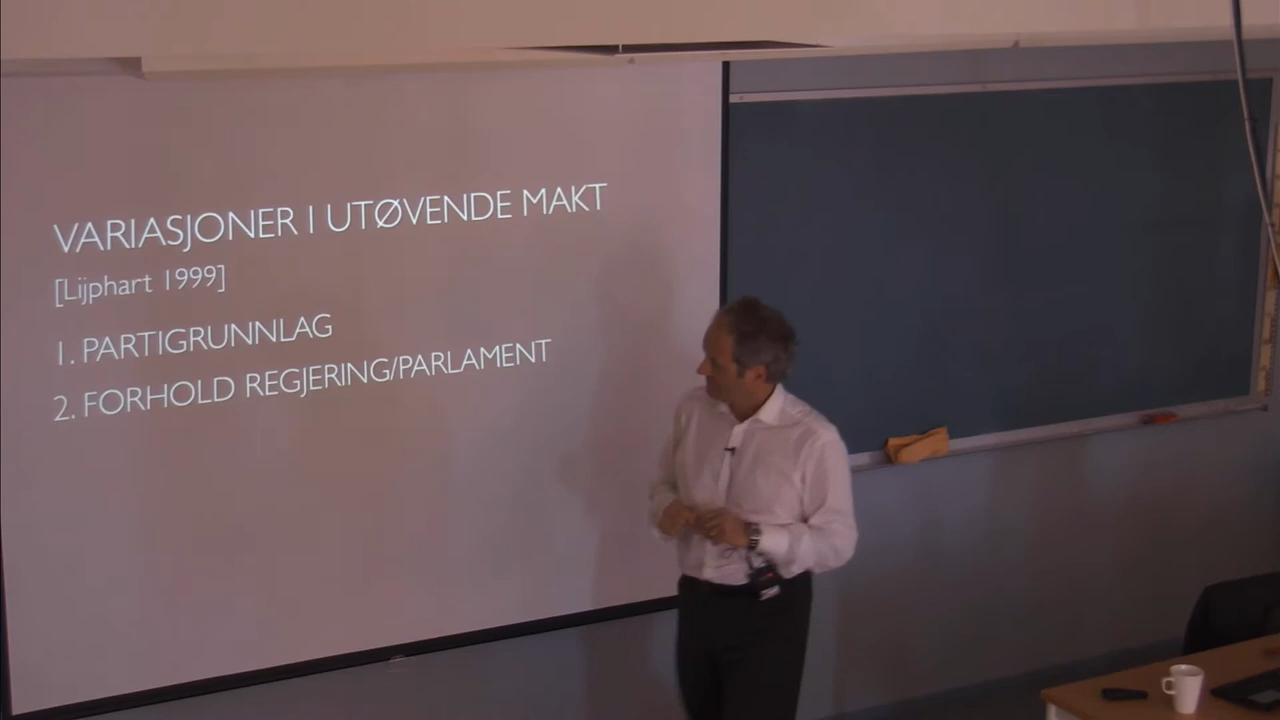 VARIASJONER I UTØVENDE MAKT
[Lijphart 1999]
1. PARTIGRUNNLAG
2. FORHOLD REGJERING/PARLAMENT